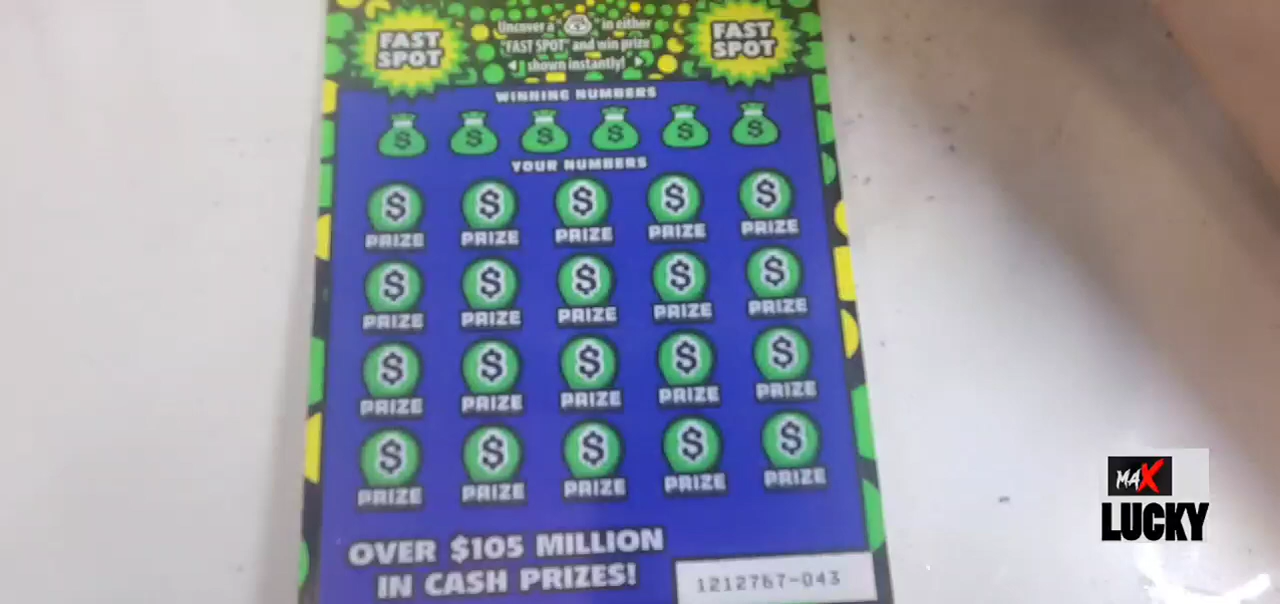 FAST SPOT
Uncover a "$" in either
"FAST SPOT" and win prize
shown instantly!
FAST SPOT
WINNING NUMBERS
$ $ $ $ $ $
YOUR NUMBERS
$ $ $ $ $
PRIZE PRIZE PRIZE PRIZE PRIZE
$ $ $ $ $
PRIZE PRIZE PRIZE PRIZE PRIZE
$ $ $ $ $
PRIZE PRIZE PRIZE PRIZE PRIZE
$ $ $ $ $
PRIZE PRIZE PRIZE PRIZE PRIZE
OVER $105 MILLION
IN CASH PRIZES!
1212767-043
MAX
LUCKY